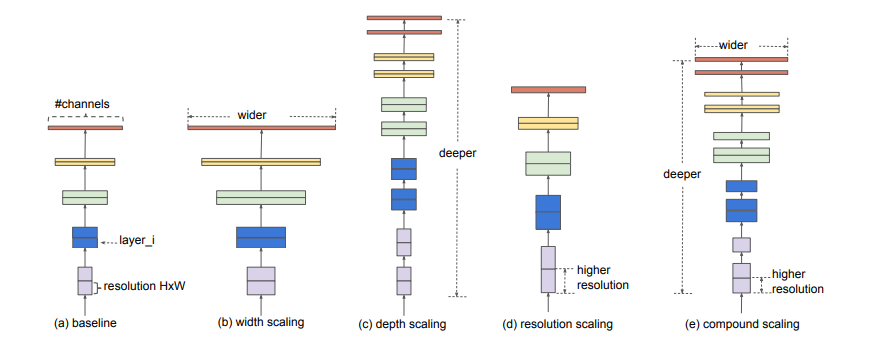 #channels
layer_i
resolution HxW
(a) baseline
wider
(b) width scaling
deeper
(c) depth scaling
higher
resolution
(d) resolution scaling
wider
deeper
higher
resolution
(e) compound scaling